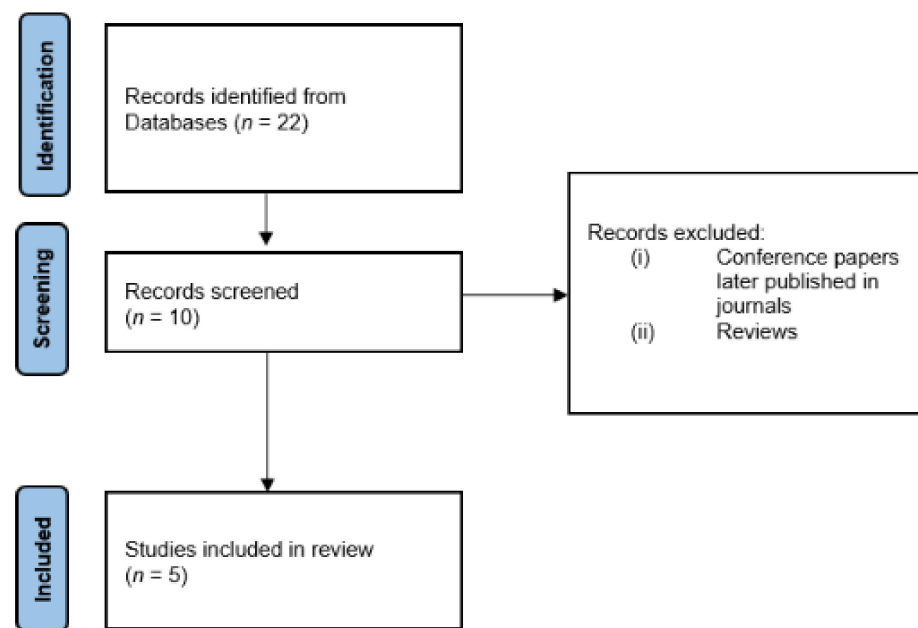 Identification
Records identified from
Databases (n = 22)
Screening
Records screened
(n = 10)
Records excluded:
(i) Conference papers
later published in
journals
(ii) Reviews
Included
Studies included in review
(n = 5)